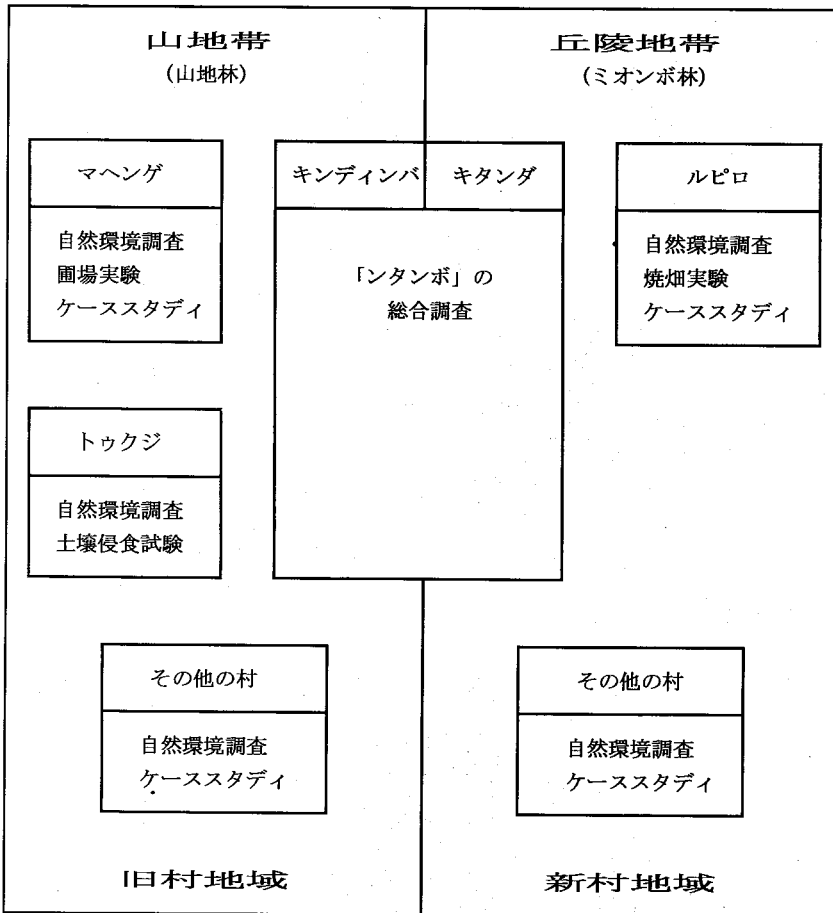 山地帯
(山地林)
丘陵地帯
(ミオンボ林)
マヘンゲ
自然環境調査
圃場実験
ケーススタディ
キンディンバ
キタンダ
「ンタンボ」の
総合調査
ルピロ
自然環境調査
焼畑実験
ケーススタディ
トゥクジ
自然環境調査
土壌侵食試験
その他の村
自然環境調査
ケーススタディ
その他の村
自然環境調査
ケーススタディ
旧村地域
新村地域